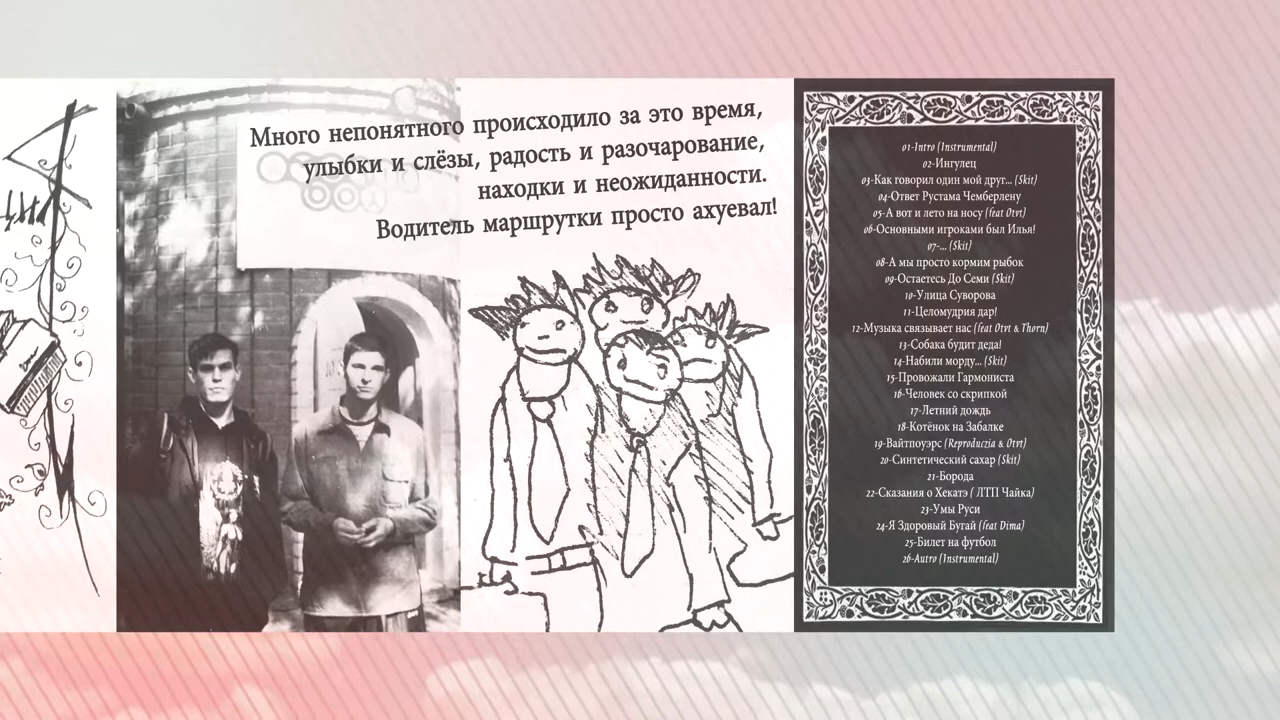 Много непонятного происходило за это время,
улыбки и слёзы, радость и разочарование,
находки и неожиданности.
Водитель маршрутки просто ахуевал!
01-Intro (Instrumental)
02-Ингулец
03-Как говорил один мой друг... (Skit)
04-Ответ Рустама Чемберлену
05-А вот и лето на носу (feat Otvt)
06-Основными игроками был Илья!
07-... (Skit)
08-А мы просто кормим рыбок
09-Остаетесь До Семи (Skit)
10-Улица Суворова
11-Целомудрия дар!
12-Музыка связывает нас (feat Otvt & Thorn)
13-Собака будит деда!
14-Набили морду... (Skit)
15-Провожали Гармониста
16-Человек со скрипкой
17-Летний дождь
18-Котёнок на Забалке
19-Вайтпоуэрс (Reproduczia & Otvt)
20-Синтетический сахар (Skit)
21-Борода
22-Сказания о Хекатэ ( ЛТП Чайка)
23-Умы Руси
24-Я Здоровый Бугай (feat Dima)
25-Билет на футбол
26-Autro (Instrumental)